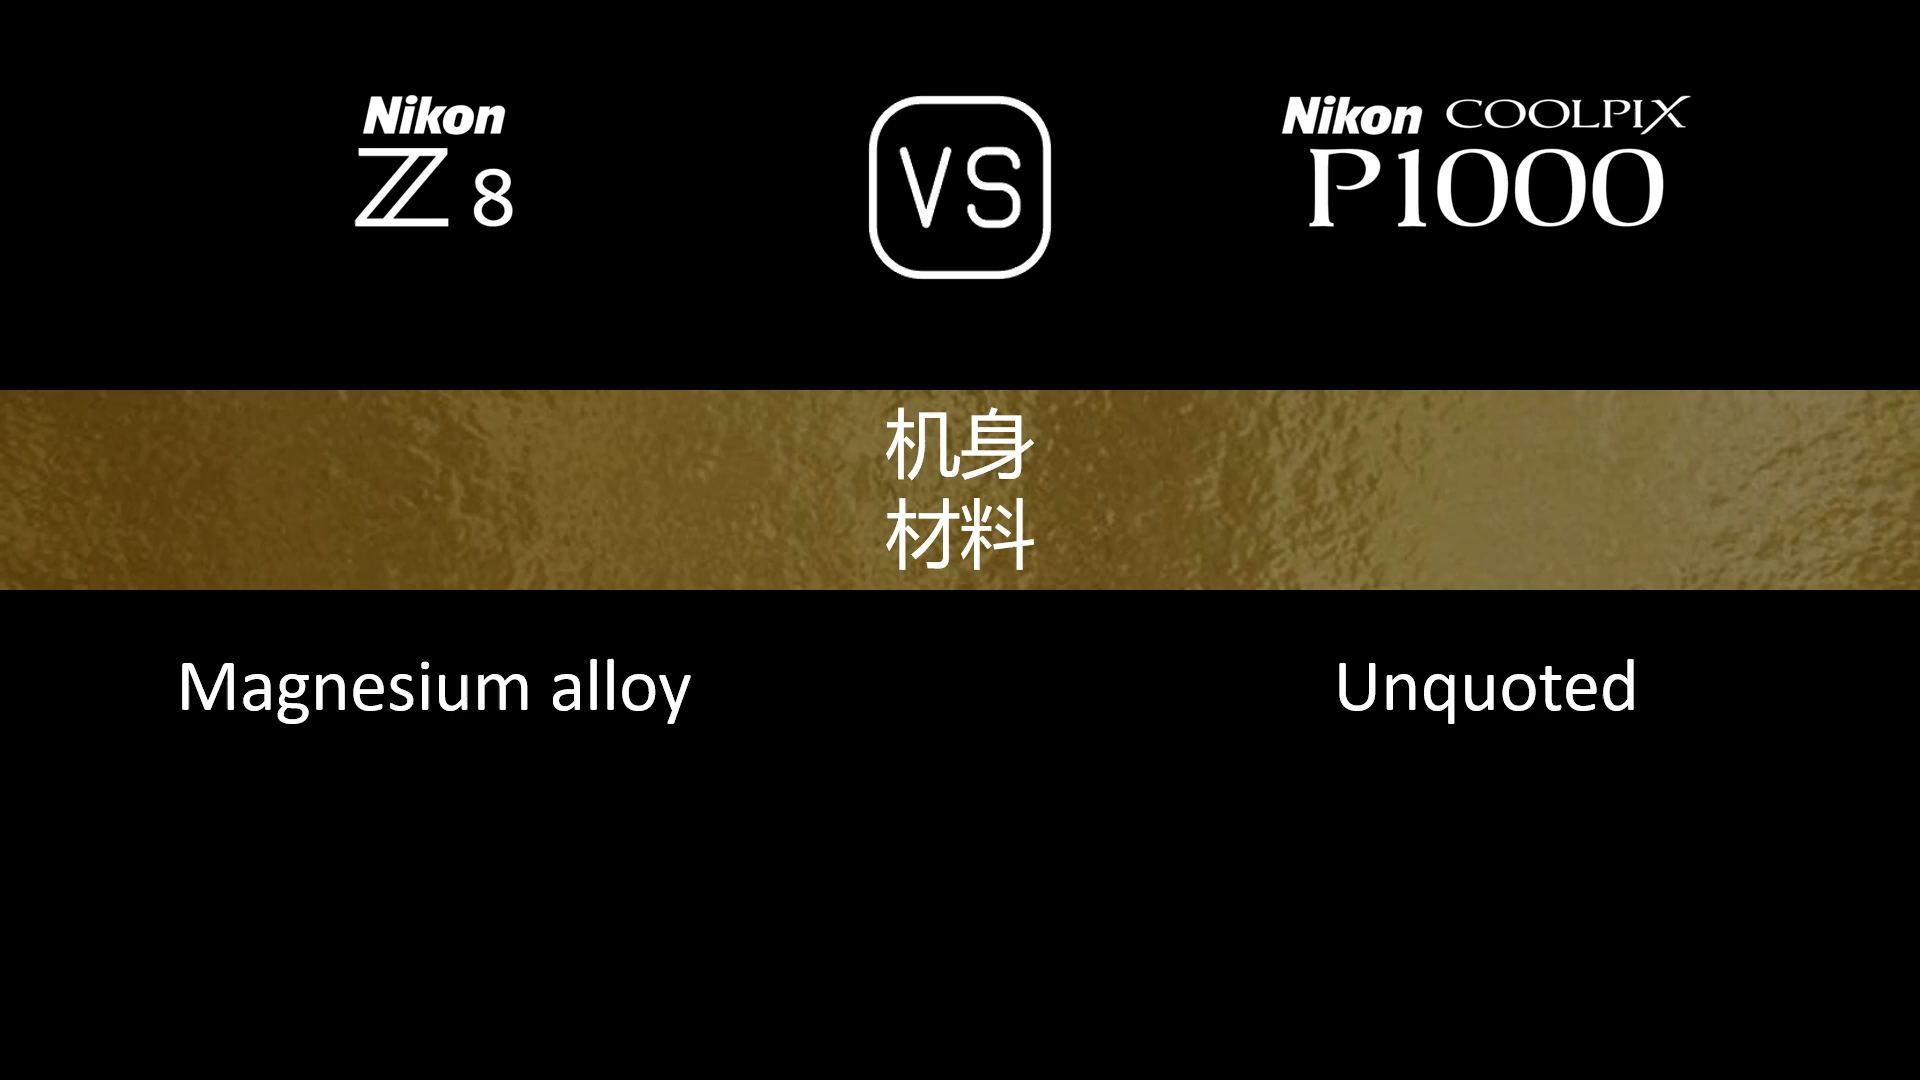 Nikon
Z 8
VS
Nikon COOLPIX
P1000
机身
材料
Magnesium alloy
Unquoted